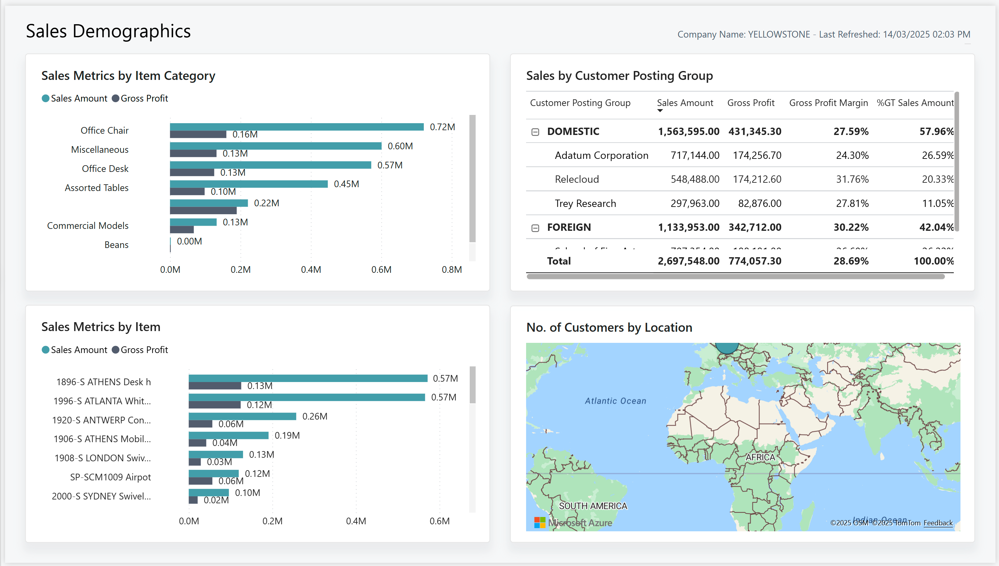 Sales Demographics
Company Name: YELLOWSTONE - Last Refreshed: 14/03/2025 02:03 PM
Sales Metrics by Item Category
Sales Amount Gross Profit
Office Chair 0.72M 0.16M
Miscellaneous 0.60M 0.13M
Office Desk 0.57M 0.13M
Assorted Tables 0.45M 0.10M
0.22M
Commercial Models 0.13M
Beans 0.00M
0.0M 0.2M 0.4M 0.6M 0.8M
Sales by Customer Posting Group
Customer Posting Group Sales Amount Gross Profit Gross Profit Margin %GT Sales Amount
DOMESTIC 1,563,595.00 431,345.30 27.59% 57.96%
Adatum Corporation 717,144.00 174,256.70 24.30% 26.59%
Relecloud 548,488.00 174,212.60 31.76% 20.33%
Trey Research 297,963.00 82,876.00 27.81% 11.05%
FOREIGN 1,133,953.00 342,712.00 30.22% 42.04%
Total 2,697,548.00 774,057.30 28.69% 100.00%
Sales Metrics by Item
Sales Amount Gross Profit
1896-S ATHENS Desk h 0.57M 0.13M
1996-S ATLANTA Whit... 0.57M 0.12M
1920-S ANTWERP Con... 0.26M 0.06M
1906-S ATHENS Mobil... 0.19M 0.04M
1908-S LONDON Swiv... 0.13M 0.03M
SP-SCM1009 Airpot 0.12M 0.06M
2000-S SYDNEY Swivel... 0.10M 0.02M
0.0M 0.2M 0.4M 0.6M
No. of Customers by Location
Atlantic Ocean
AFRICA
SOUTH AMERICA
Indian Ocean
Microsoft Azure
©2025 OSM ©2025 TomTom Feedback